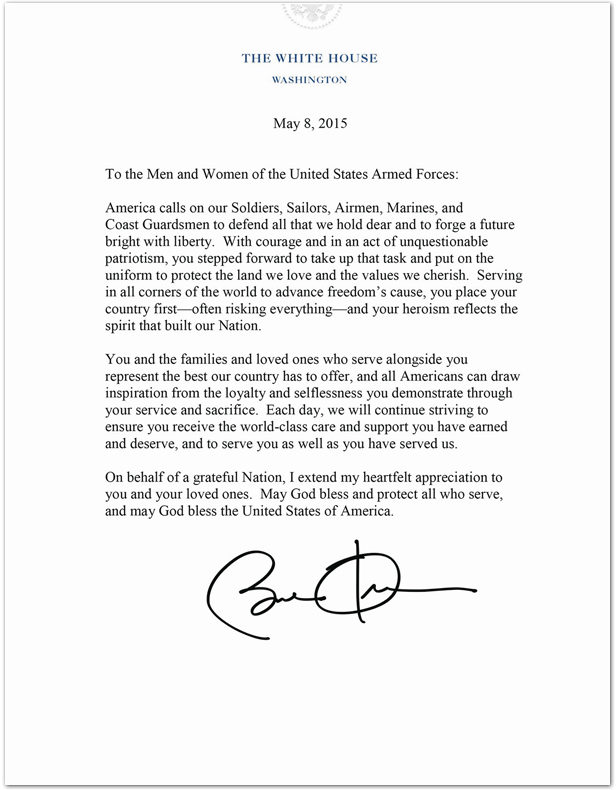 THE WHITE HOUSE
WASHINGTON
May 8, 2015
To the Men and Women of the United States Armed Forces:
America calls on our Soldiers, Sailors, Airmen, Marines, and
Coast Guardsmen to defend all that we hold dear and to forge a future
bright with liberty.  With courage and in an act of unquestionable
patriotism, you stepped forward to take up that task and put on the
uniform to protect the land we love and the values we cherish.  Serving
in all corners of the world to advance freedom’s cause, you place your
country first—often risking everything—and your heroism reflects the
spirit that built our Nation.
You and the families and loved ones who serve alongside you
represent the best our country has to offer, and all Americans can draw
inspiration from the loyalty and selflessness you demonstrate through
your service and sacrifice.  Each day, we will continue striving to
ensure you receive the world-class care and support you have earned
and deserve, and to serve you as well as you have served us.
On behalf of a grateful Nation, I extend my heartfelt appreciation to
you and your loved ones.  May God bless and protect all who serve,
and may God bless the United States of America.